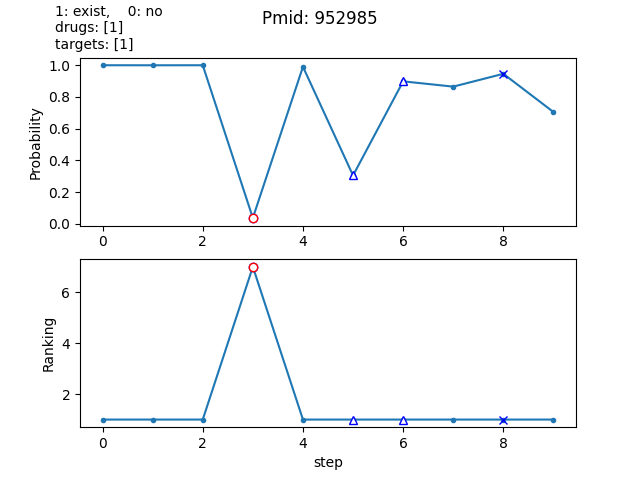 1: exist,    0: no
drugs: [1]
targets: [1]
Pmid: 952985
Probability
1.0
0.8
0.6
0.4
0.2
0.0
0 2 4 6 8
Ranking
6
4
2
0 2 4 6 8
step